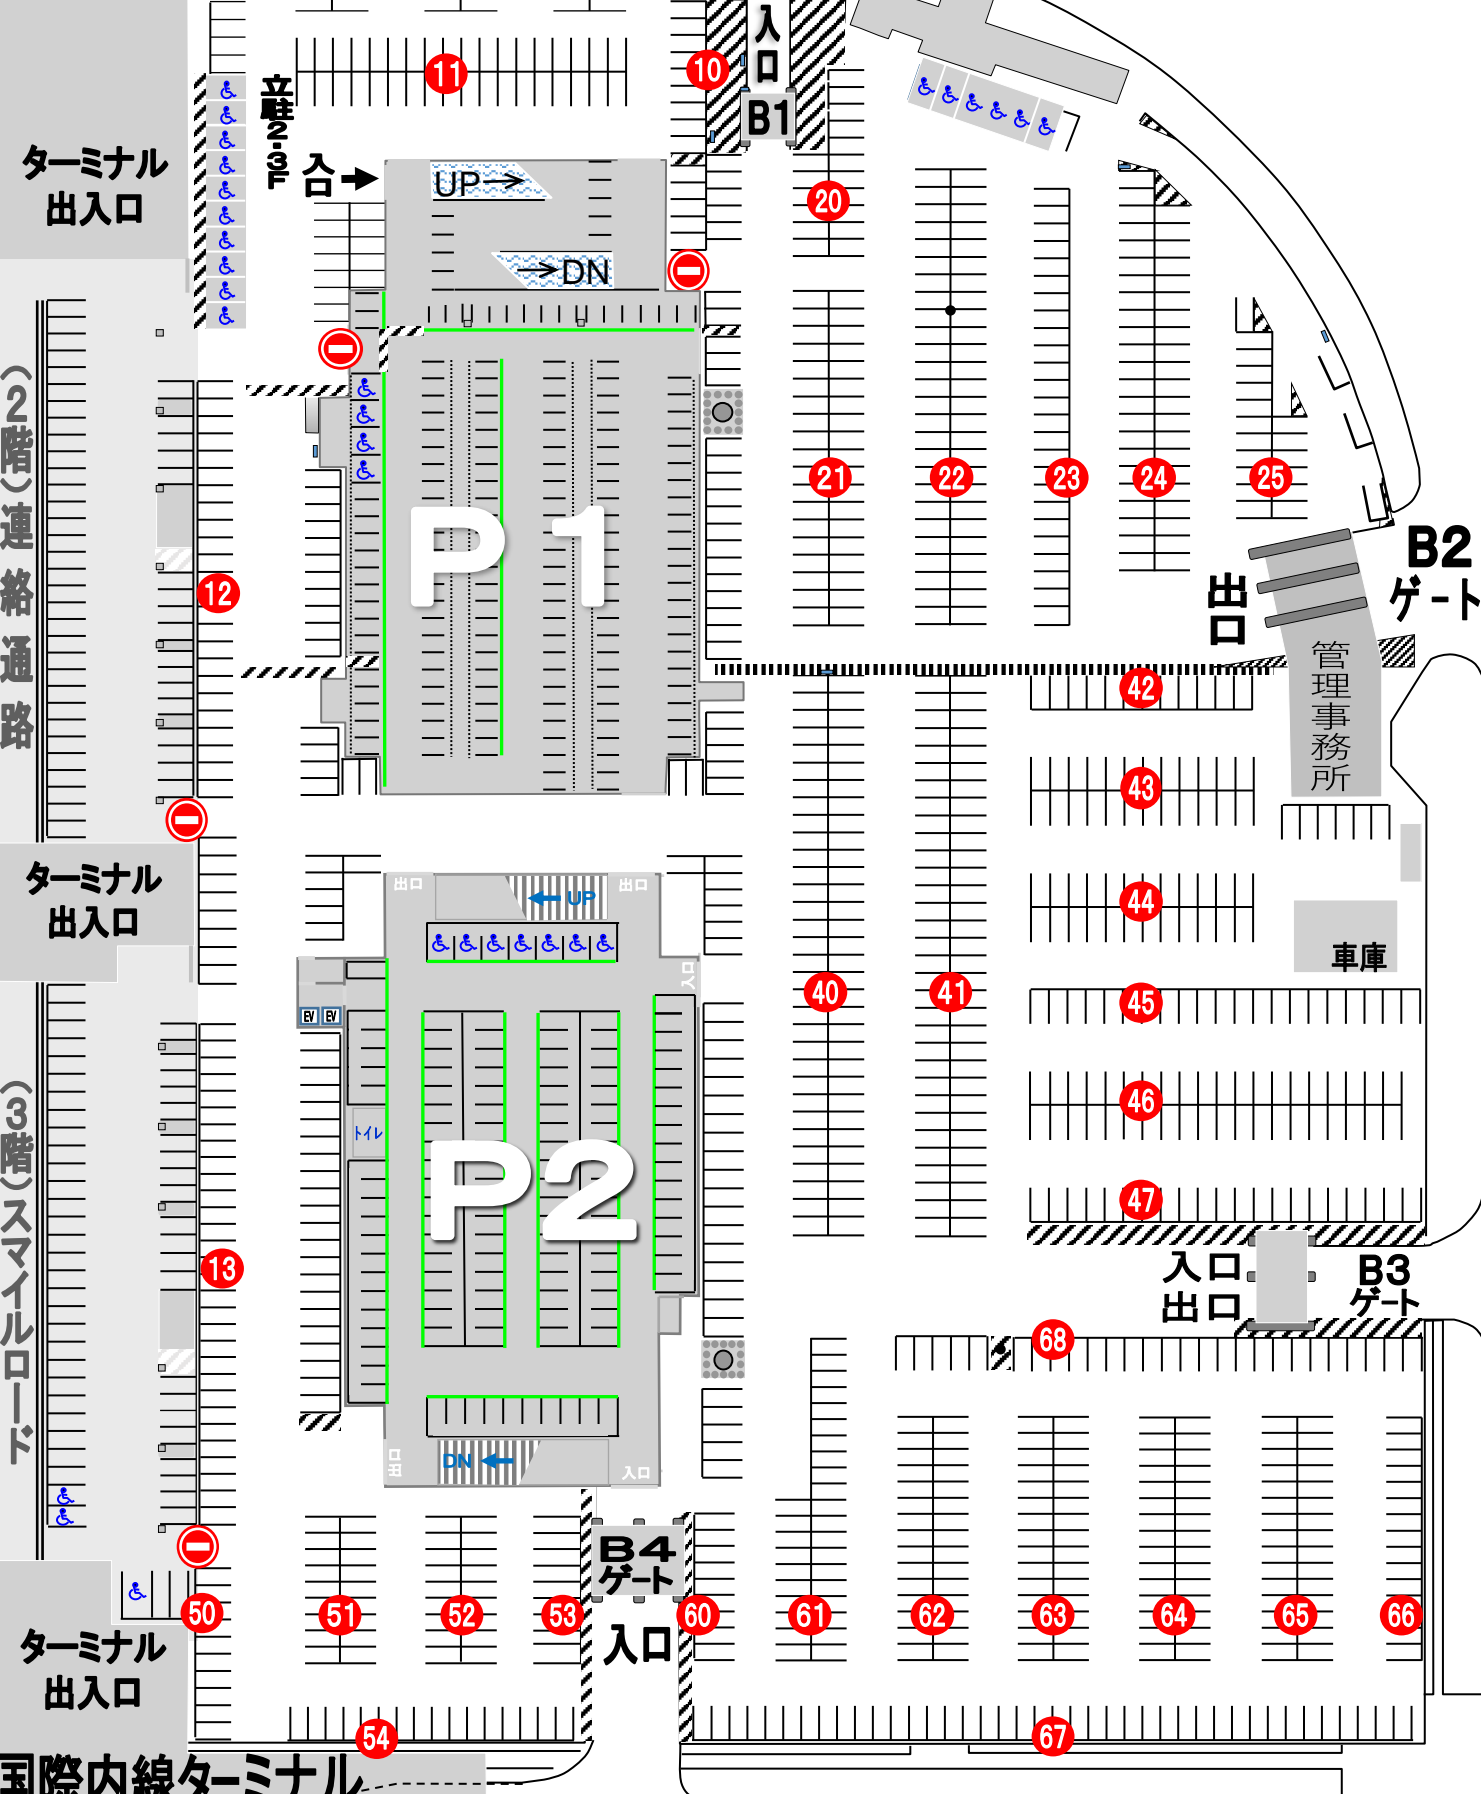 入口
11
10
B1
立駐2・3F
入口
UP
ターミナル
出入口
20
DN
(2階)連絡通路
P1
21
22
23
24
25
B2
ゲート
出口
12
管理事務所
42
43
44
ターミナル
出入口
出口
UP
出口
車庫
入口
40
41
45
EV
EV
46
トイレ
P2
47
(3階)スマイルロード
13
入口
出口
B3
ゲート
68
出口
DN
入口
B4
ゲート
50
51
52
53
60
61
62
63
64
65
66
ターミナル
出入口
入口
54
67
国際内線ターミナル